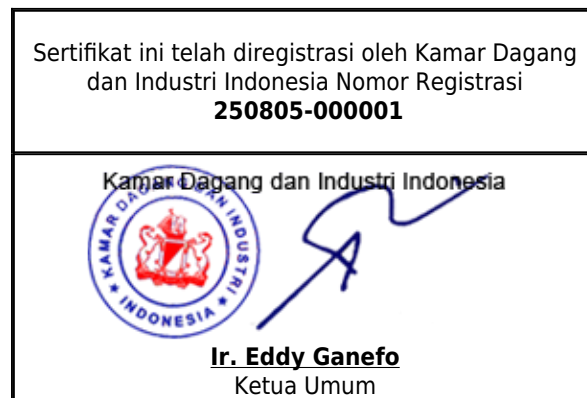 Sertifikat ini telah diregistrasi oleh Kamar Dagang
dan Industri Indonesia Nomor Registrasi
250805-000001
Kamar Dagang dan Industri Indonesia
KAMAR DAGANG DAN INDUSTRI
INDONESIA
Ir. Eddy Ganefo
Ketua Umum